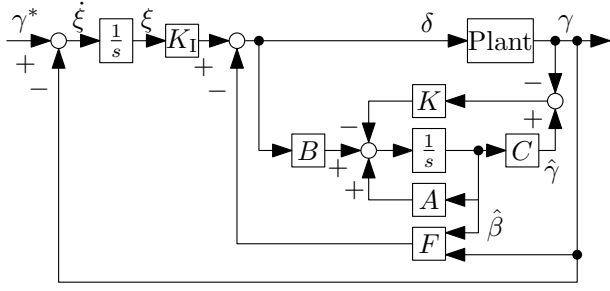 γ* ξ̇ 1/s ξ K_I δ Plant γ
+ − + −
− K
− +
B + 1/s C γ̂
+
A
F β̂